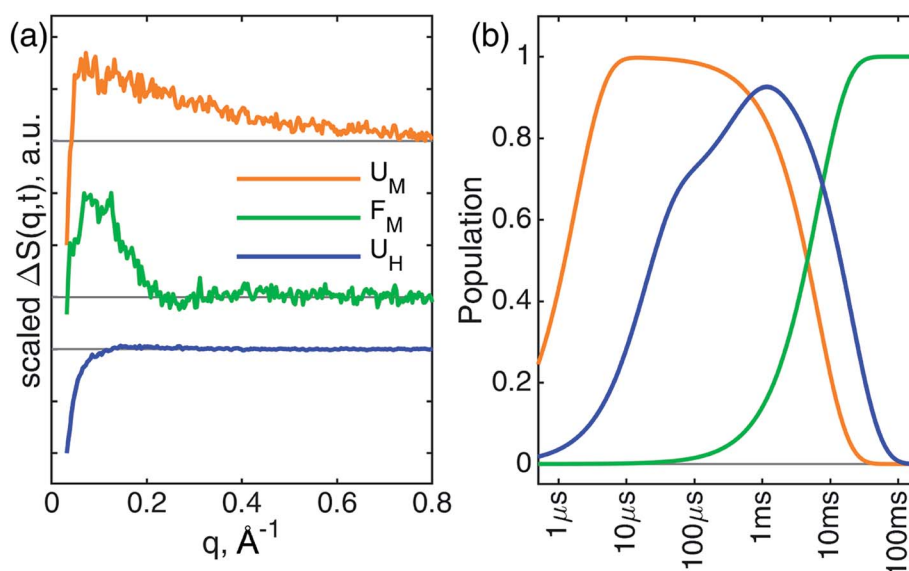 (a)
scaled ΔS(q,t), a.u.
U_M
F_M
U_H
0
0.2
0.4
0.6
0.8
q, Å⁻¹
(b)
Population
1
0.8
0.6
0.4
0.2
0
1μs
10μs
100μs
1ms
10ms
100ms